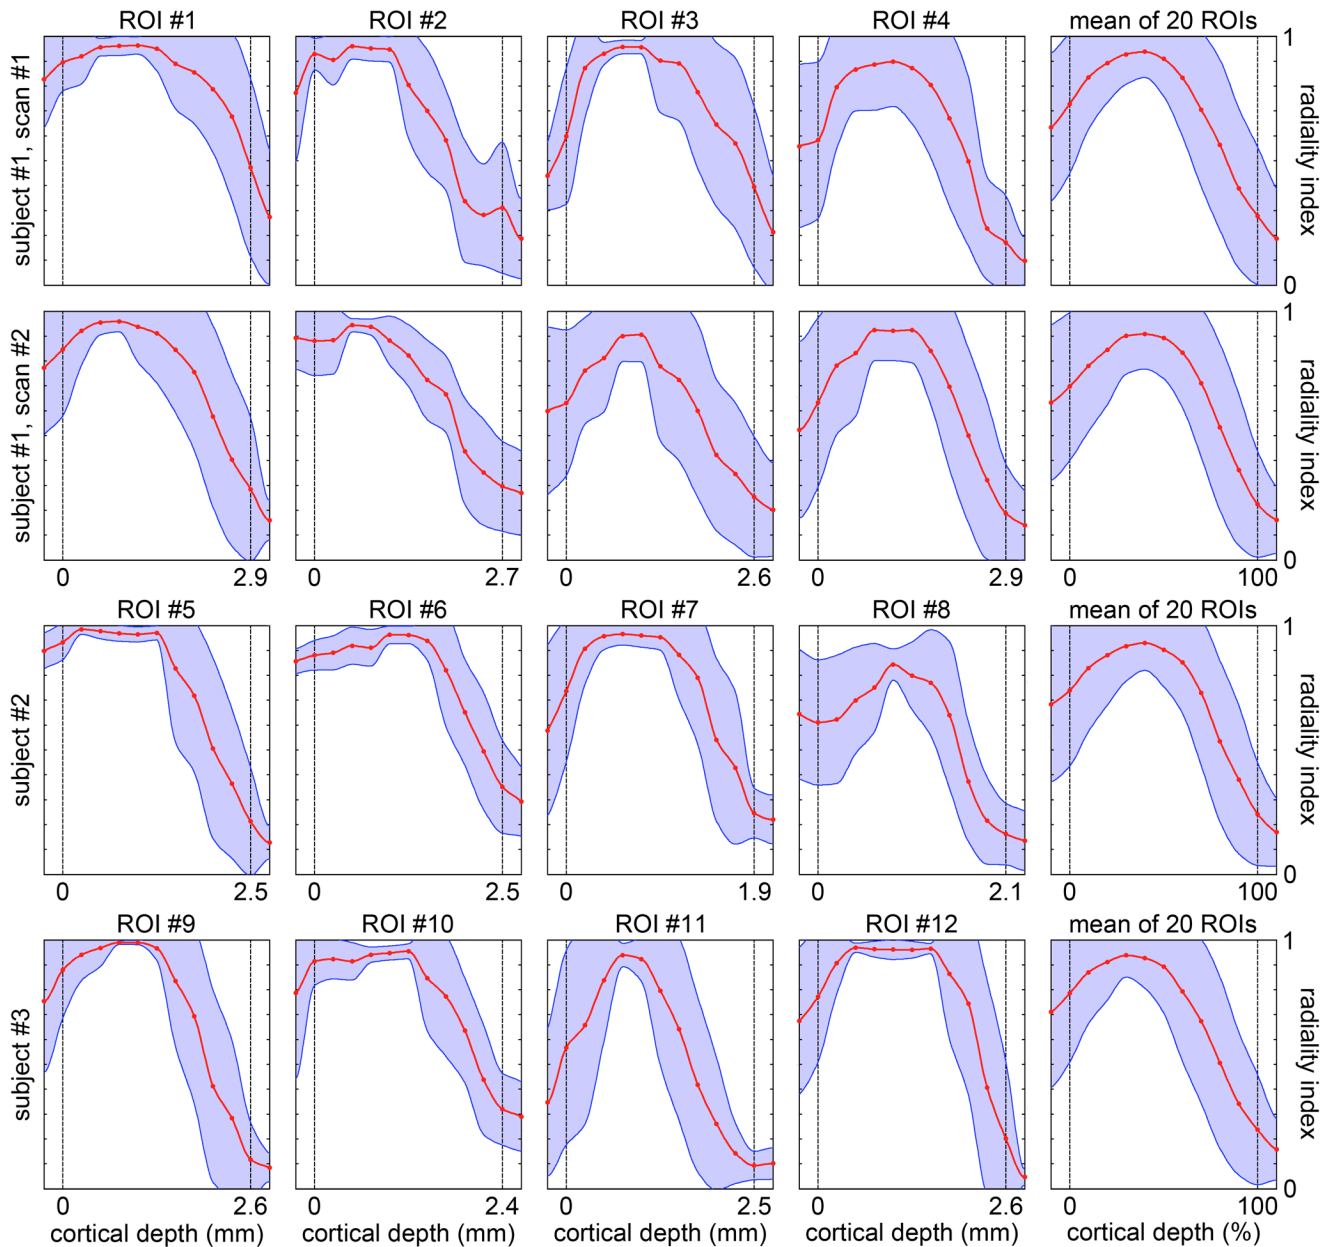 ROI #1 ROI #2 ROI #3 ROI #4 mean of 20 ROIs
subject #1, scan #1
1
radiality index
0
subject #1, scan #2
1
radiality index
0
0 2.9 0 2.7 0 2.6 0 2.9 0 100
ROI #5 ROI #6 ROI #7 ROI #8 mean of 20 ROIs
subject #2
1
radiality index
0
0 2.5 0 2.5 0 1.9 0 2.1 0 100
ROI #9 ROI #10 ROI #11 ROI #12 mean of 20 ROIs
subject #3
1
radiality index
0
0 2.6 0 2.4 0 2.5 0 2.6 0 100
cortical depth (mm) cortical depth (mm) cortical depth (mm) cortical depth (mm) cortical depth (%)